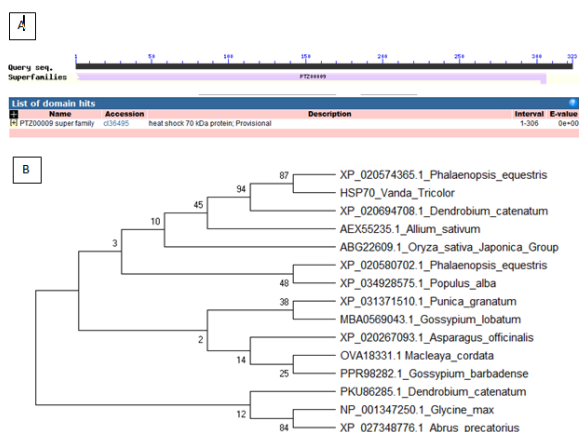 A
1 50 100 150 200 250 300 323
Query seq.
Superfamilies PTZ00009
List of domain hits
Name Accession Description Interval E-value
PTZ00009 super family cl36495 heat shock 70 kDa protein; Provisional 1-306 0e+00
B
87 XP_020574365.1_Phalaenopsis_equestris
94 HSP70_Vanda_Tricolor
45 XP_020694708.1_Dendrobium_catenatum
10 AEX55235.1_Allium_sativum
3 ABG22609.1_Oryza_sativa_Japonica_Group
XP_020580702.1_Phalaenopsis_equestris
48 XP_034928575.1_Populus_alba
38 XP_031371510.1_Punica_granatum
2 MBA0569043.1_Gossypium_lobatum
XP_020267093.1_Asparagus_officinalis
14 OVA18331.1 Macleaya_cordata
25 PPR98282.1_Gossypium_barbadense
PKU86285.1_Dendrobium_catenatum
12 NP_001347250.1_Glycine_max
84 XP_027348776.1_Abrus_precatorius